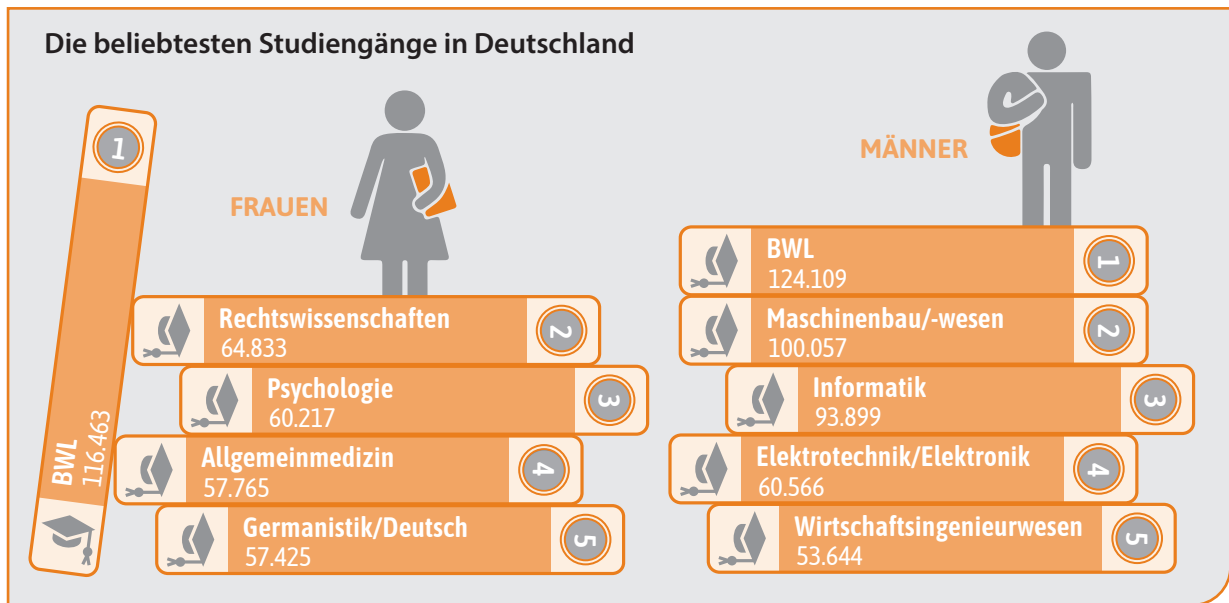 Die beliebtesten Studiengänge in Deutschland
FRAUEN
1
BWL
116.463
Rechtswissenschaften
64.833
2
Psychologie
60.217
3
Allgemeinmedizin
57.765
4
Germanistik/Deutsch
57.425
5
MÄNNER
BWL
124.109
1
Maschinenbau/-wesen
100.057
2
Informatik
93.899
3
Elektrotechnik/Elektronik
60.566
4
Wirtschaftsingenieurwesen
53.644
5